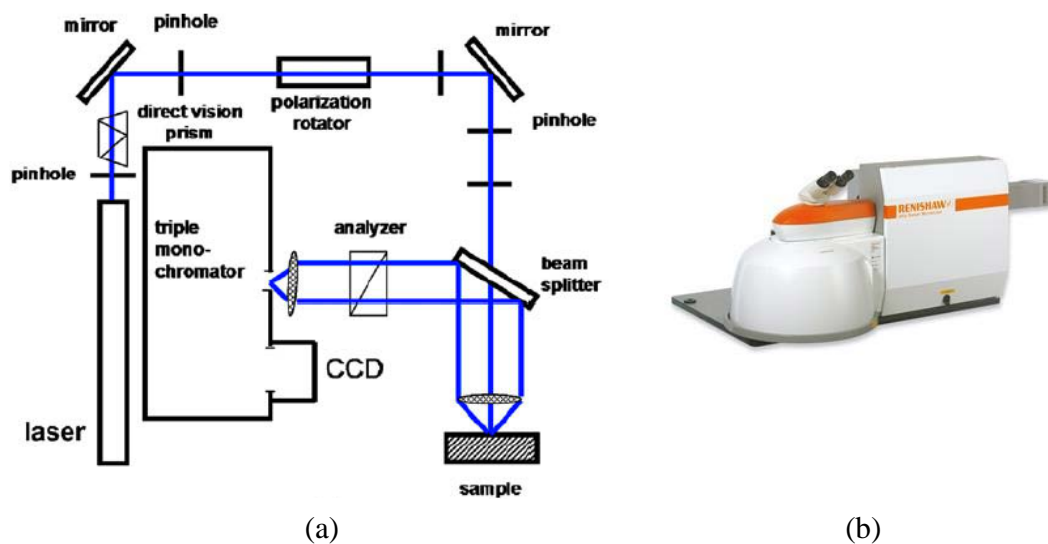 mirror
pinhole
mirror
polarization
rotator
direct vision
prism
pinhole
pinhole
triple
mono-
chromator
analyzer
beam
splitter
CCD
laser
sample
RENISHAW
(a)
(b)